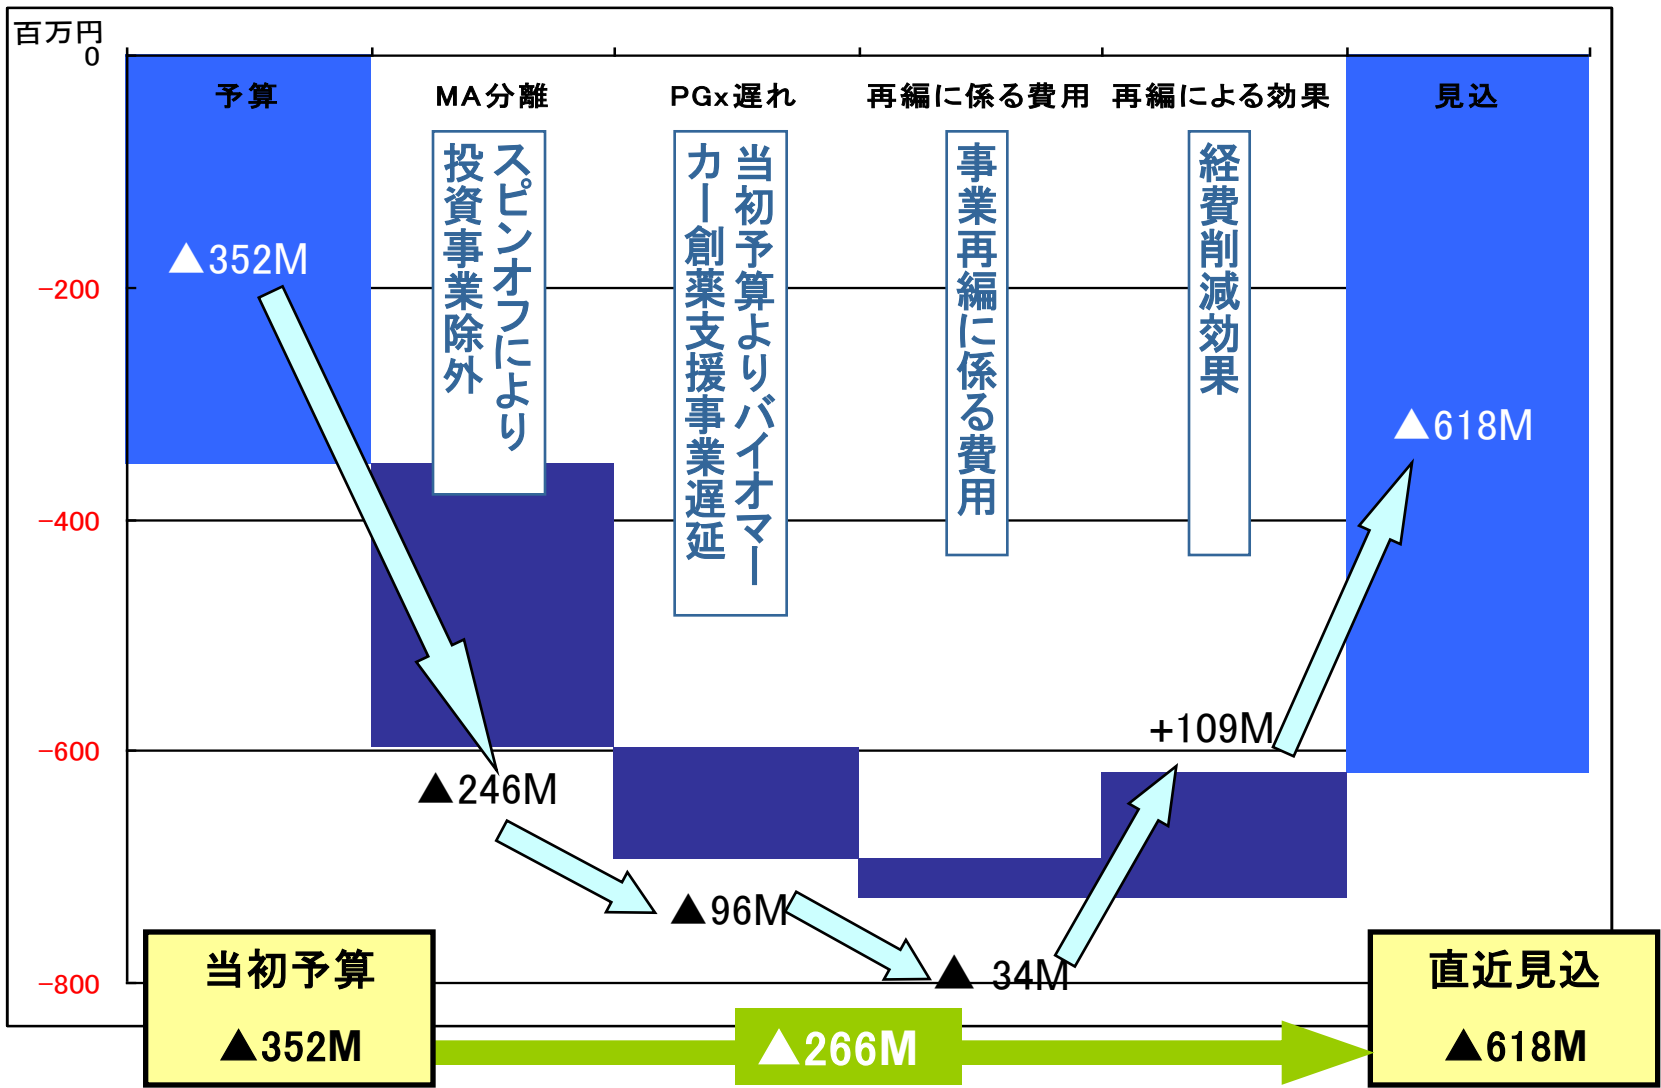 百万円
0
-200
-400
-600
-800
予算
MA分離
PGx遅れ
再編に係る費用
再編による効果
見込
スピンオフにより
投資事業除外
当初予算よりバイオマー
カー創薬支援事業遅延
事業再編に係る費用
経費削減効果
▲352M
▲246M
▲96M
▲ 34M
+109M
▲618M
当初予算
▲352M
▲266M
直近見込
▲618M